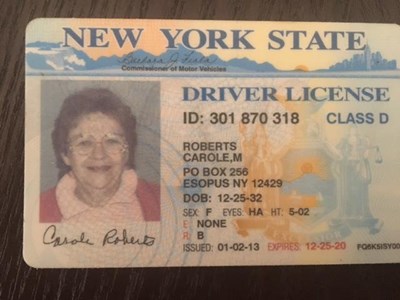 NEW YORK STATE
Commissioner of Motor Vehicles
DRIVER LICENSE
ID: 301 870 318 CLASS D
ROBERTS
CAROLE,M
PO BOX 256
ESOPUS NY 12429
DOB: 12-25-32
SEX F EYES HA HT: 5-02
E NONE
R B
ISSUED: 01-02-13 EXPIRES: 12-25-20
Carole Roberts